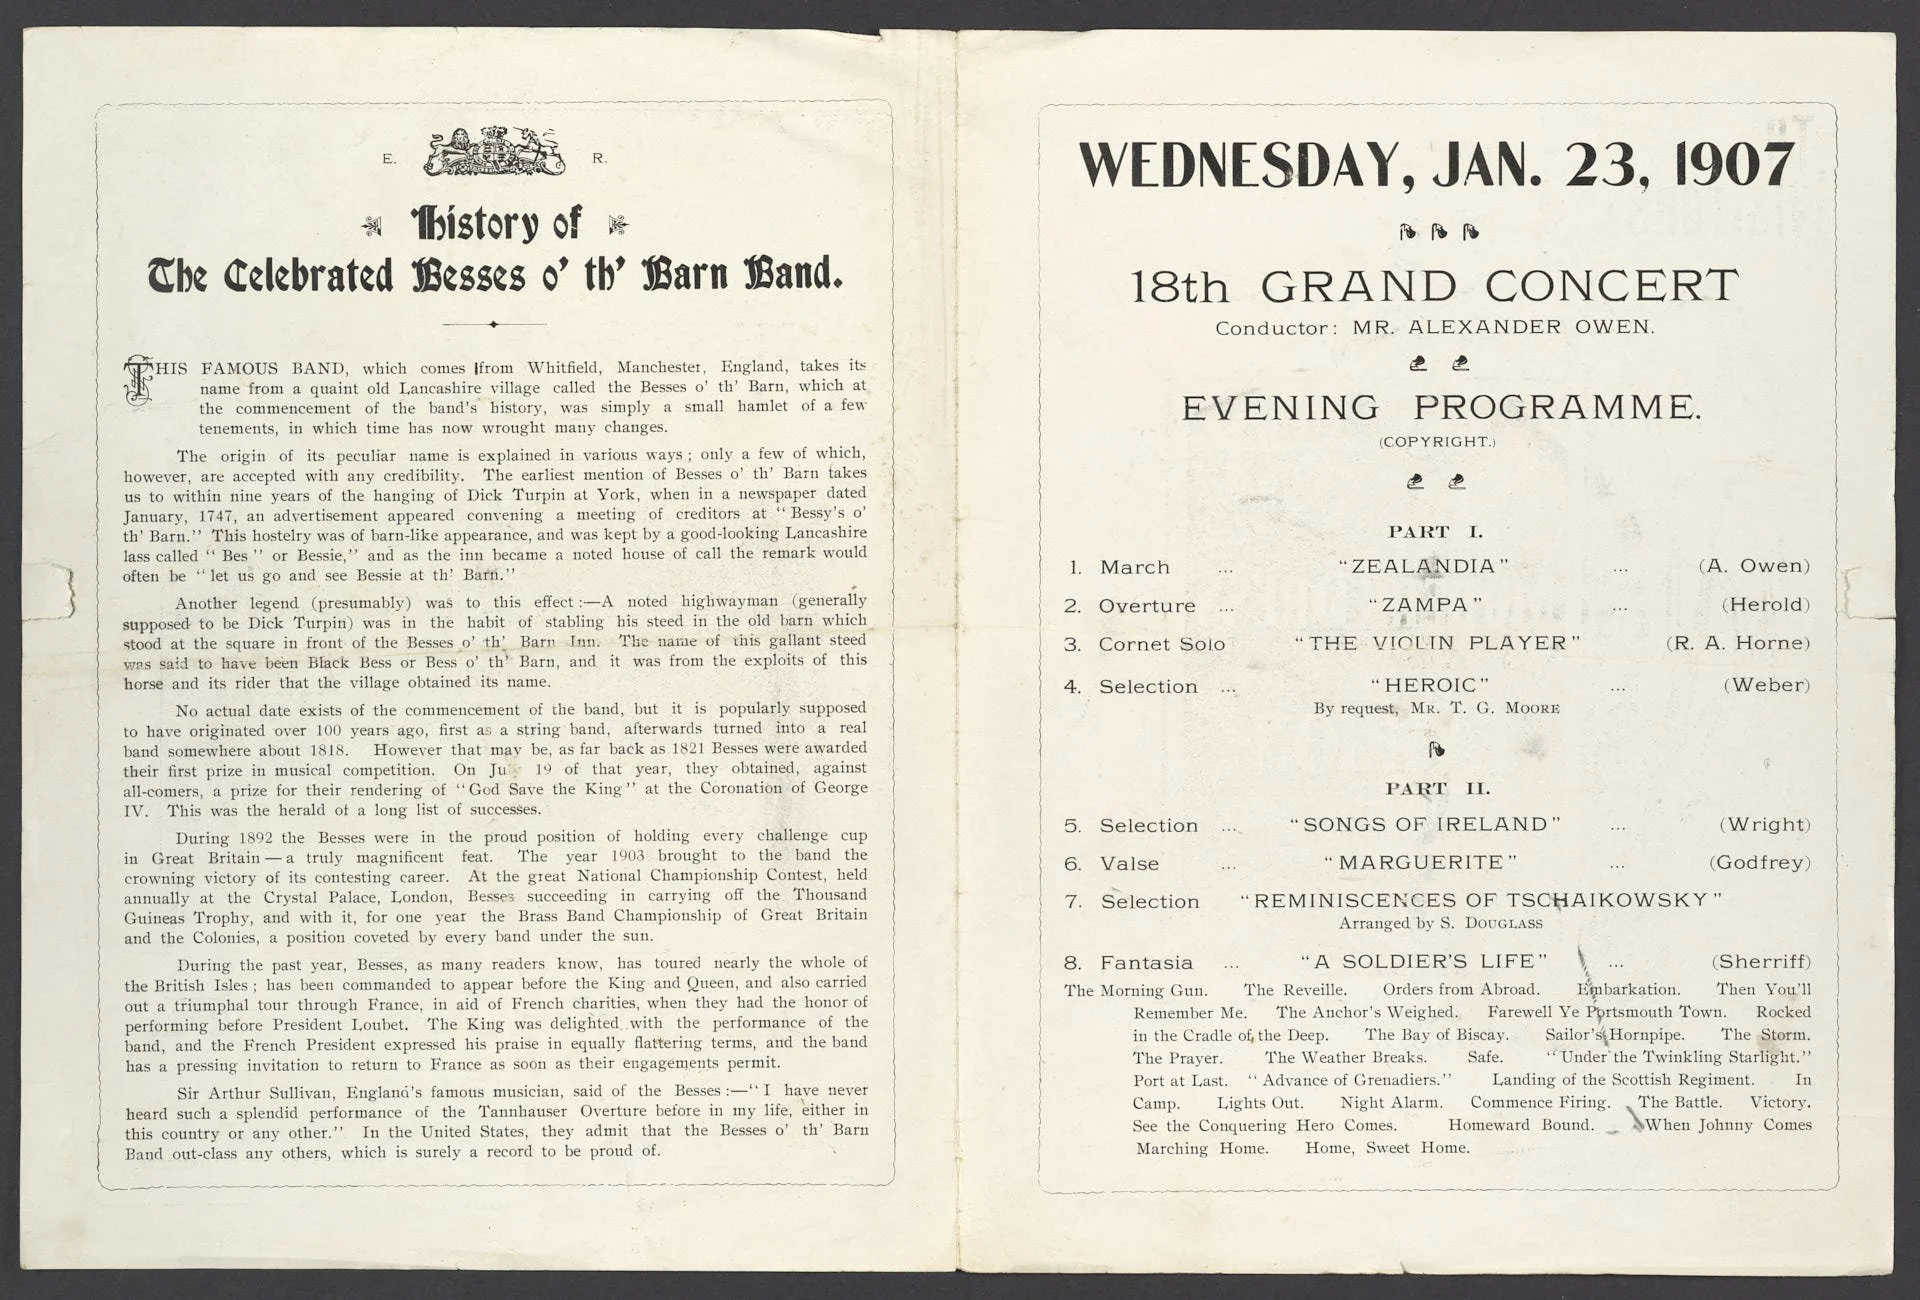 E. R.
History of
The Celebrated Besses o' th' Barn Band.
THIS FAMOUS BAND, which comes from Whitfield, Manchester, England, takes its
name from a quaint old Lancashire village called the Besses o' th' Barn, which at
the commencement of the band's history, was simply a small hamlet of a few
tenements, in which time has now wrought many changes.
The origin of its peculiar name is explained in various ways; only a few of which,
however, are accepted with any credibility. The earliest mention of Besses o' th' Barn takes
us to within nine years of the hanging of Dick Turpin at York, when in a newspaper dated
January, 1747, an advertisement appeared convening a meeting of creditors at "Bessy's o'
th' Barn." This hostelry was of barn-like appearance, and was kept by a good-looking Lancashire
lass called "Bes" or Bessie," and as the inn became a noted house of call the remark would
often be "let us go and see Bessie at th' Barn."
Another legend (presumably) was to this effect:—A noted highwayman (generally
supposed to be Dick Turpin) was in the habit of stabling his steed in the old barn which
stood at the square in front of the Besses o' th' Barn Inn. The name of this gallant steed
was said to have been Black Bess or Bess o' th' Barn, and it was from the exploits of this
horse and its rider that the village obtained its name.
No actual date exists of the commencement of the band, but it is popularly supposed
to have originated over 100 years ago, first as a string band, afterwards turned into a real
band somewhere about 1818. However that may be, as far back as 1821 Besses were awarded
their first prize in musical competition. On 19 of that year, they obtained, against
all-comers, a prize for their rendering of "God Save the King" at the Coronation of George
IV. This was the herald of a long list of successes.
During 1892 the Besses were in the proud position of holding every challenge cup
in Great Britain—a truly magnificent feat. The year 1903 brought to the band the
crowning victory of its contesting career. At the great National Championship Contest, held
annually at the Crystal Palace, London, Besses succeeding in carrying off the Thousand
Guineas Trophy, and with it, for one year the Brass Band Championship of Great Britain
and the Colonies, a position coveted by every band under the sun.
During the past year, Besses, as many readers know, has toured nearly the whole of
the British Isles; has been commanded to appear before the King and Queen, and also carried
out a triumphal tour through France, in aid of French charities, when they had the honor of
performing before President Loubet. The King was delighted with the performance of the
band, and the French President expressed his praise in equally flattering terms, and the band
has a pressing invitation to return to France as soon as their engagements permit.
Sir Arthur Sullivan, England's famous musician, said of the Besses:—"I have never
heard such a splendid performance of the Tannhauser Overture before in my life, either in
this country or any other." In the United States, they admit that the Besses o' th' Barn
Band out-class any others, which is surely a record to be proud of.
WEDNESDAY, JAN. 23, 1907
18th GRAND CONCERT
Conductor: MR. ALEXANDER OWEN.
EVENING PROGRAMME.
(COPYRIGHT.)
PART I.
1. March ... "ZEALANDIA" ... (A. Owen)
2. Overture ... "ZAMPA" ... (Herold)
3. Cornet Solo "THE VIOLIN PLAYER" (R. A. Horne)
4. Selection ... "HEROIC" ... (Weber)
By request, MR. T. G. MOORE
PART II.
5. Selection ... "SONGS OF IRELAND" ... (Wright)
6. Valse ... "MARGUERITE" ... (Godfrey)
7. Selection "REMINISCENCES OF TSCHAIKOWSKY"
Arranged by S. DOUGLASS
8. Fantasia ... "A SOLDIER'S LIFE" ... (Sherriff)
The Morning Gun. The Reveille. Orders from Abroad. Embarkation. Then You'll
Remember Me. The Anchor's Weighed. Farewell Ye Portsmouth Town. Rocked
in the Cradle of the Deep. The Bay of Biscay. Sailor's Hornpipe. The Storm.
The Prayer. The Weather Breaks. Safe. "Under the Twinkling Starlight."
Port at Last. "Advance of Grenadiers." Landing of the Scottish Regiment. In
Camp. Lights Out. Night Alarm. Commence Firing. The Battle. Victory.
See the Conquering Hero Comes. Homeward Bound. When Johnny Comes
Marching Home. Home, Sweet Home.